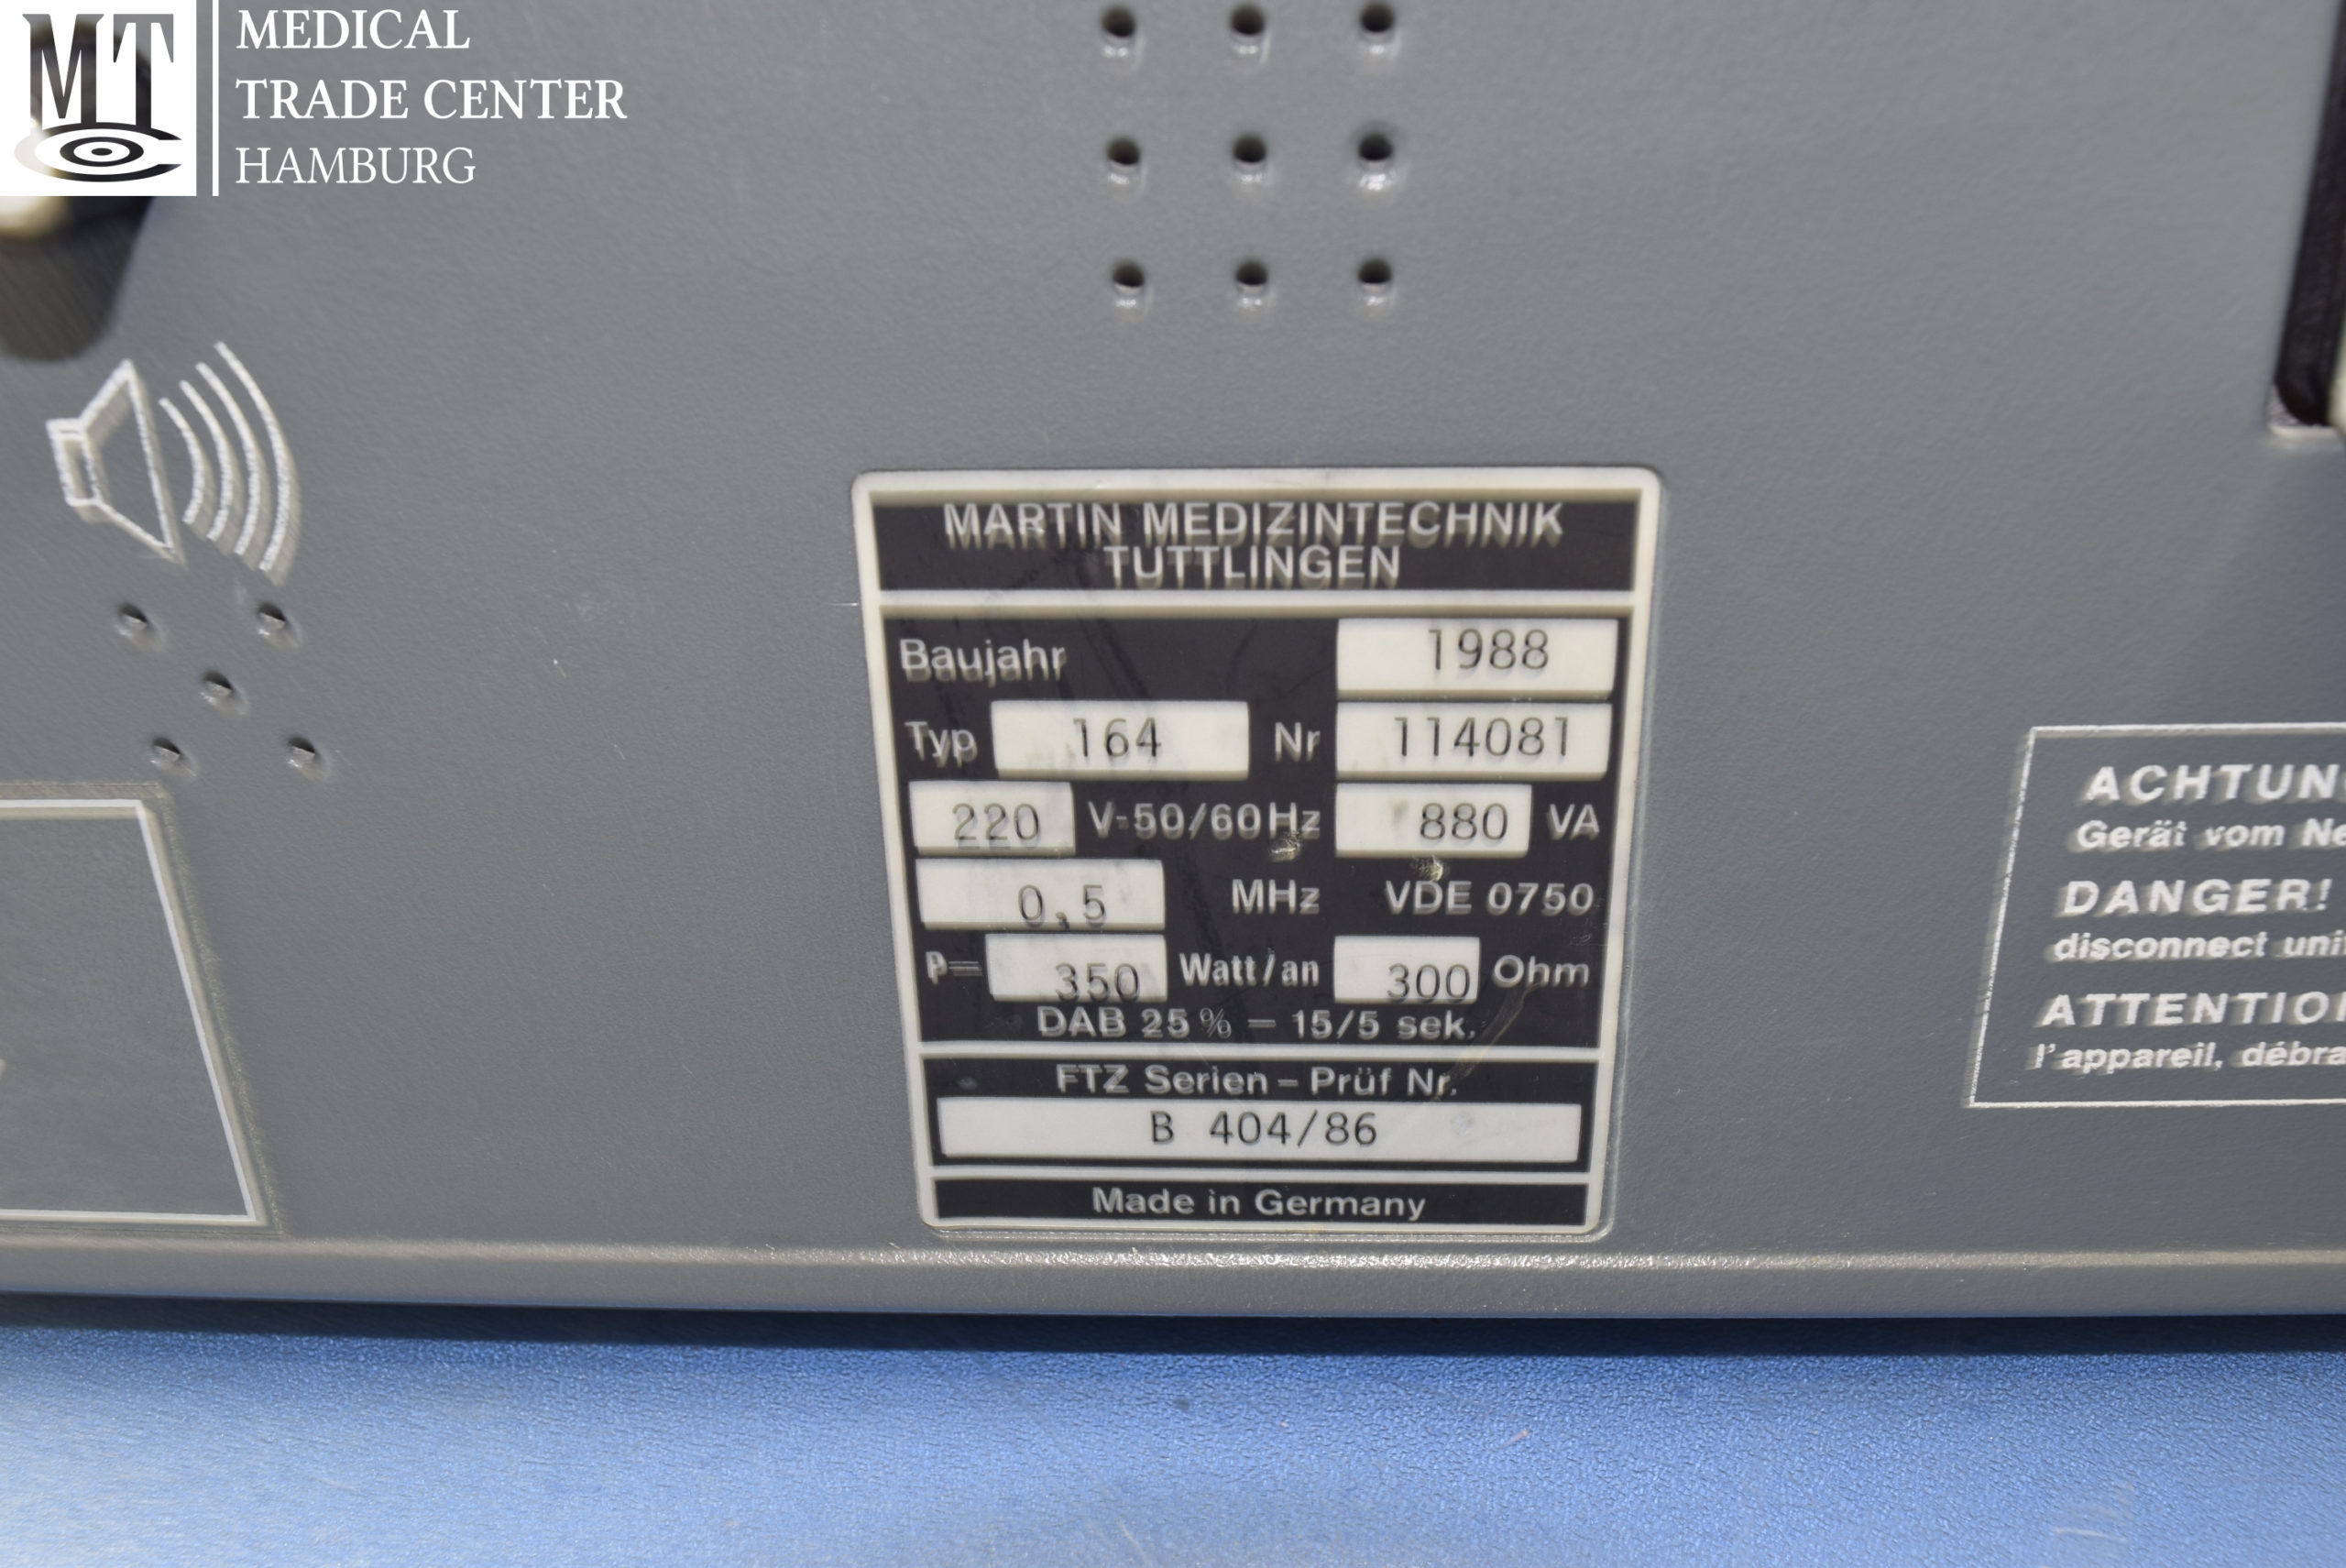 MTC
MEDICAL
TRADE CENTER
HAMBURG
MARTIN MEDIZINTECHNIK
TUTTLINGEN
Baujahr 1988
Typ 164 Nr 114081
220 V-50/60Hz 880 VA
0,5 MHz VDE 0750
P= 350 Watt/an 300 Ohm
DAB 25% – 15/5 sek.
FTZ Serien – Prüf Nr.
B 404/86
Made in Germany
ACHTUN
Gerät vom Ne
DANGER!
disconnect uni
ATTENTIO
l'appareil, débra